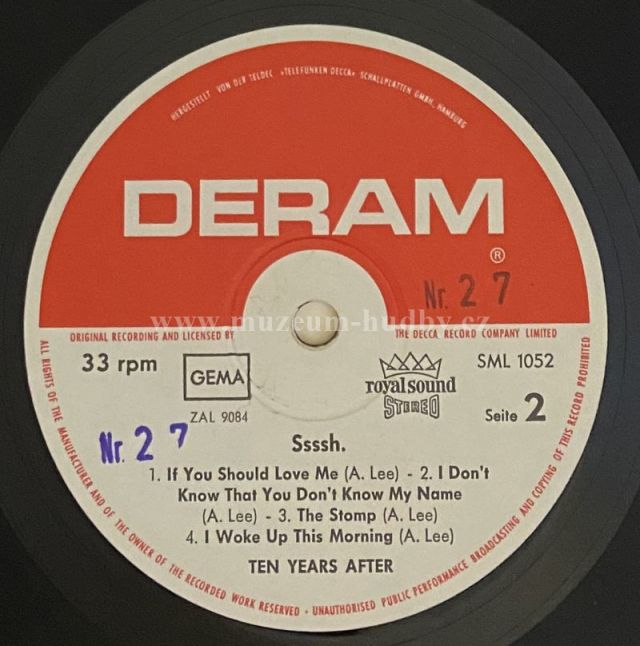 HERGESTELLT VON DER TELDEC »TELEFUNKEN DECCA« SCHALLPLATTEN GMBH, HAMBURG
DERAM
®
Nr. 27
www.muzeum-hudby.cz
ORIGINAL RECORDING AND LICENSED BY
THE DECCA RECORD COMPANY LIMITED
33 rpm
GEMA
ZAL 9084
royalsound
STEREO
SML 1052
Seite 2
Nr. 27
Ssssh.
1. If You Should Love Me (A. Lee) - 2. I Don't
Know That You Don't Know My Name
(A. Lee) - 3. The Stomp (A. Lee)
4. I Woke Up This Morning (A. Lee)
TEN YEARS AFTER
ALL RIGHTS OF THE MANUFACTURER AND OF THE OWNER OF THE RECORDED WORK RESERVED - UNAUTHORISED PUBLIC PERFORMANCE BROADCASTING AND COPYING OF THIS RECORD PROHIBITED